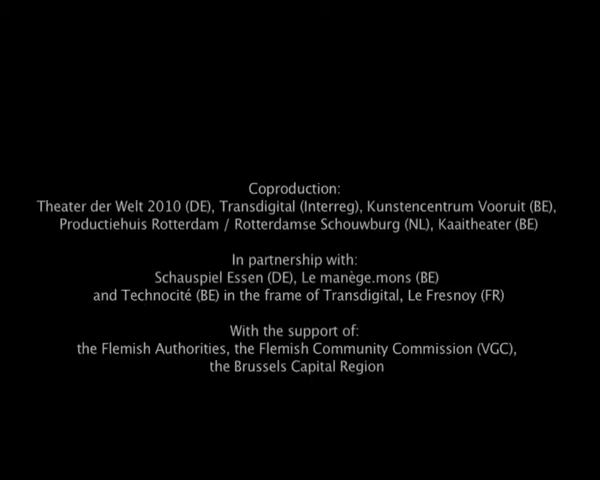 Coproduction:
Theater der Welt 2010 (DE), Transdigital (Interreg), Kunstencentrum Vooruit (BE),
Productiehuis Rotterdam / Rotterdamse Schouwburg (NL), Kaaitheater (BE)
In partnership with:
Schauspiel Essen (DE), Le manège.mons (BE)
and Technocité (BE) in the frame of Transdigital, Le Fresnoy (FR)
With the support of:
the Flemish Authorities, the Flemish Community Commission (VGC),
the Brussels Capital Region